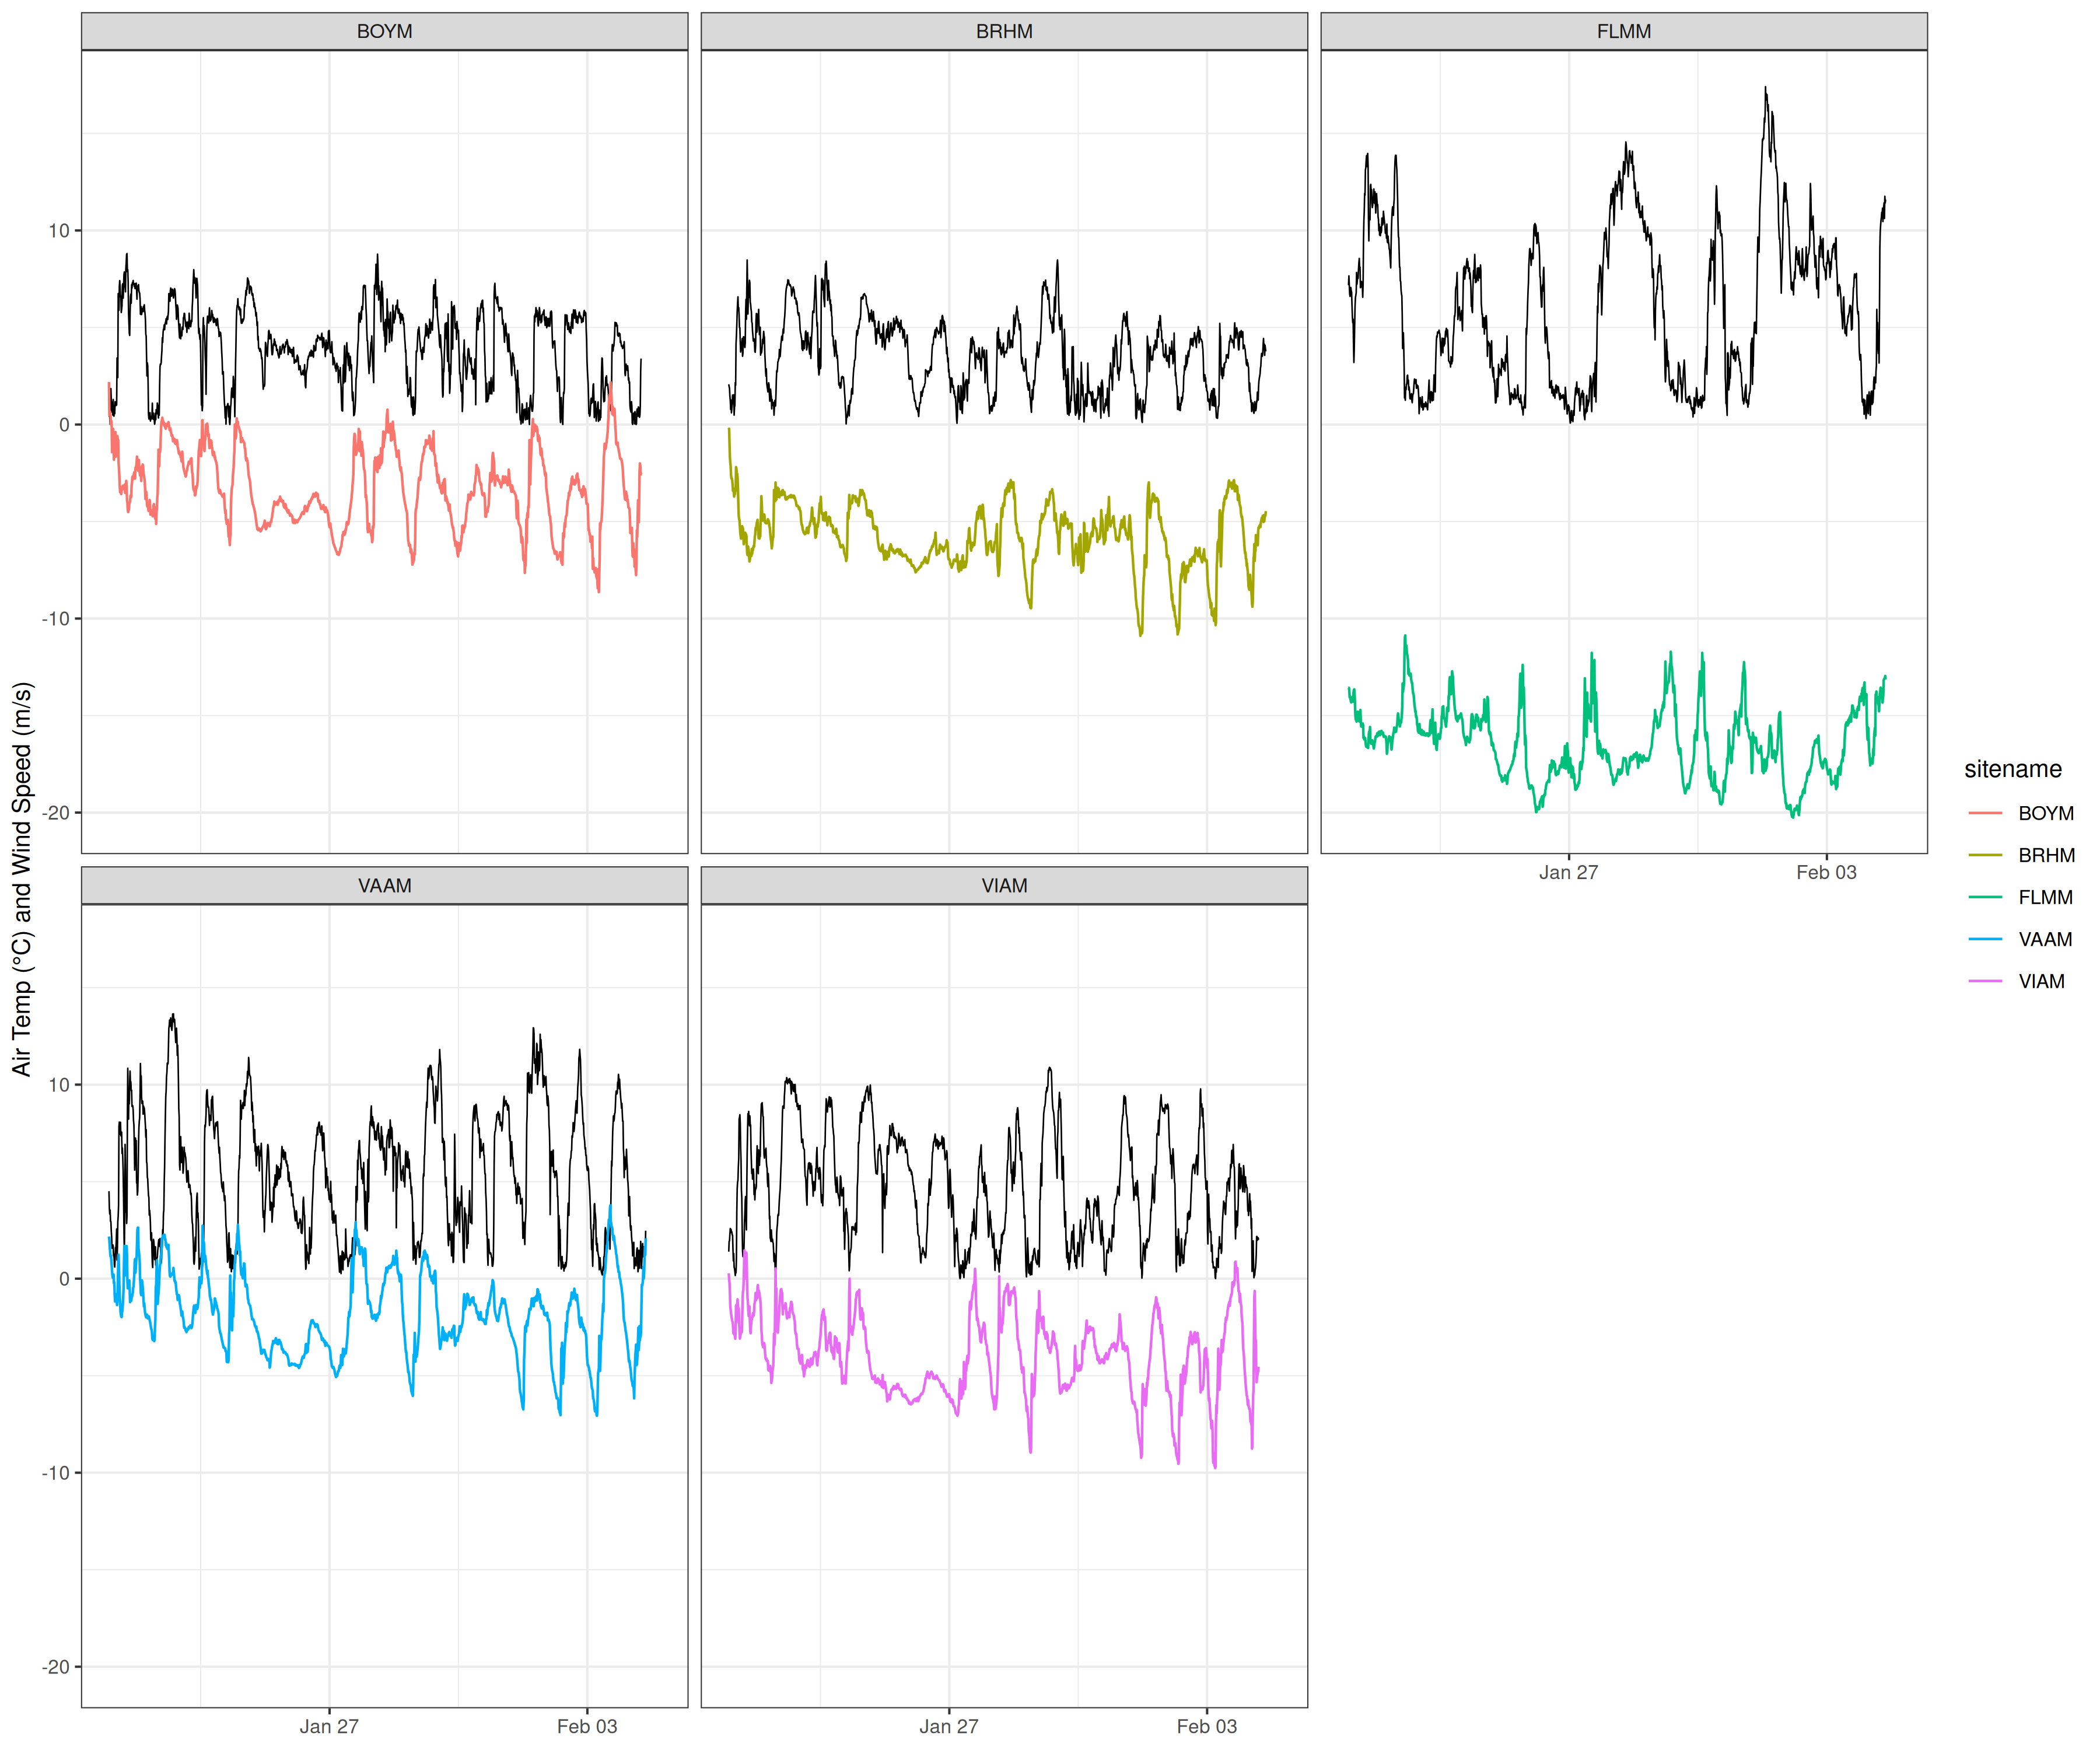 BOYM
BRHM
FLMM
10
0
-10
-20
Jan 27
Feb 03
VAAM
VIAM
10
0
-10
-20
Jan 27
Feb 03
Jan 27
Feb 03
Air Temp (°C) and Wind Speed (m/s)
sitename
BOYM
BRHM
FLMM
VAAM
VIAM